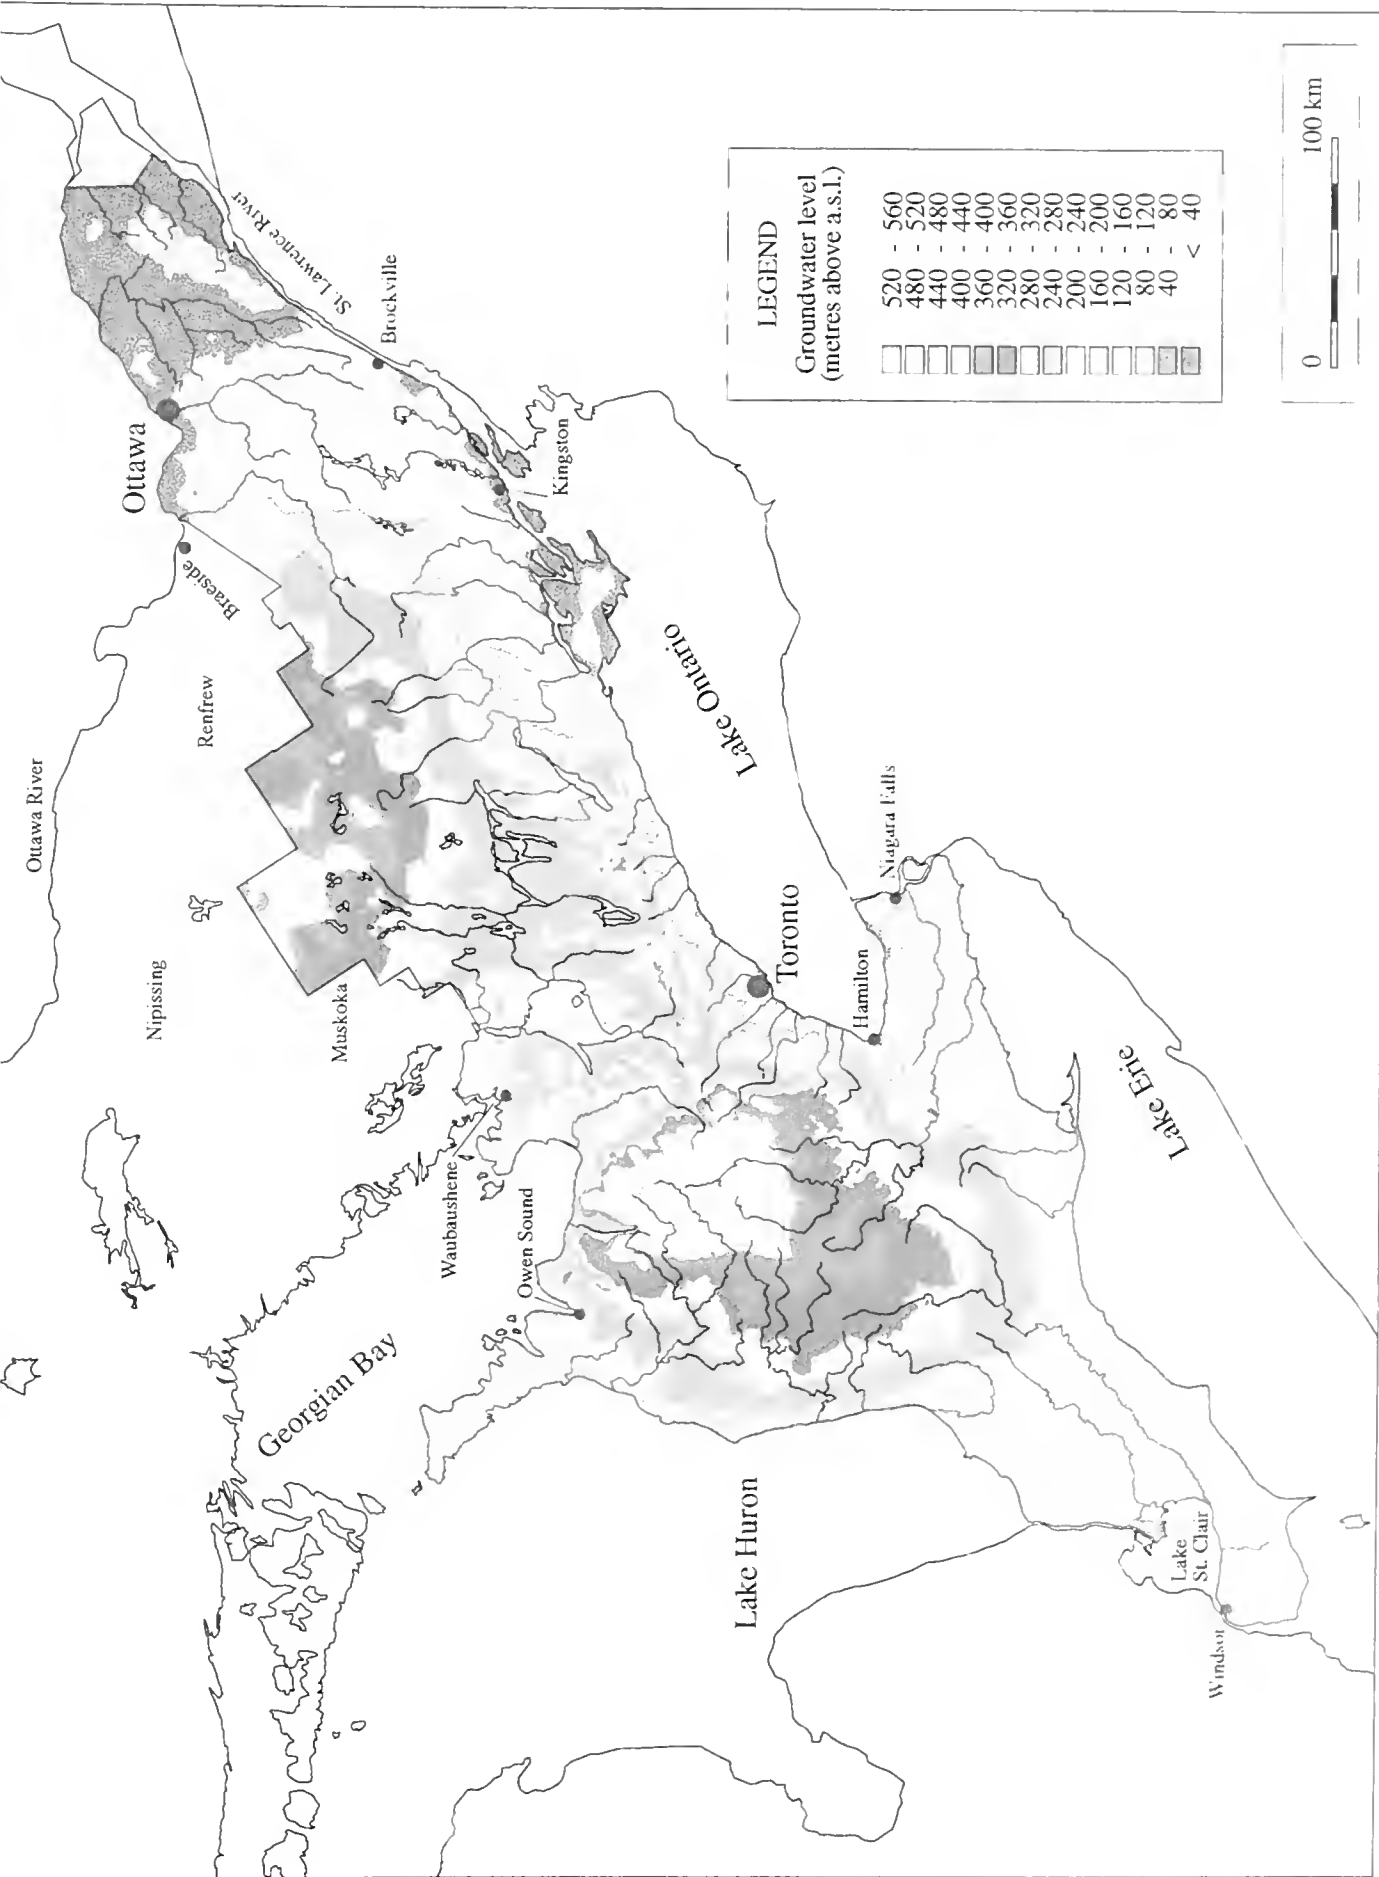 Ottawa River
Nipissing
Renfrew
Muskoka
Braeside
Ottawa
St. Lawrence River
Brockville
Kingston
Waubaushene
Owen Sound
Georgian Bay
Lake Huron
Lake Ontario
Toronto
Hamilton
Niagara Falls
Lake Erie
Lake
St. Clair
Windsor
LEGEND
Groundwater level
(metres above a.s.l.)
520 - 560
480 - 520
440 - 480
400 - 440
360 - 400
320 - 360
280 - 320
240 - 280
200 - 240
160 - 200
120 - 160
80 - 120
40 - 80
< 40
0 100 km